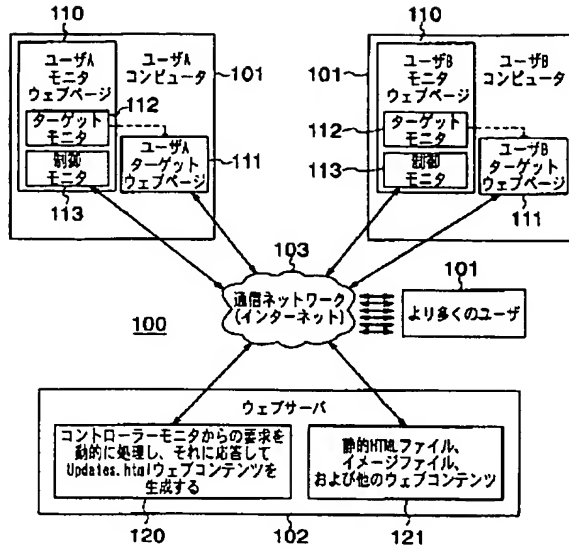 110
ユーザA
モニタ
ウェブページ
ユーザA
コンピュータ
101
112
ターゲット
モニタ
制御
モニタ
113
ユーザA
ターゲット
ウェブページ
111
110
101
ユーザB
モニタ
ウェブページ
ユーザB
コンピュータ
112
ターゲット
モニタ
113
制御
モニタ
ユーザB
ターゲット
ウェブページ
111
103
通信ネットワーク
(インターネット)
100
101
より多くのユーザ
ウェブサーバ
コントローラーモニタからの要求を
動的に処理し、それに応答して
Updates.htmlウェブコンテンツを
生成する
静的HTMLファイル、
イメージファイル、
および他のウェブコンテンツ
120
102
121